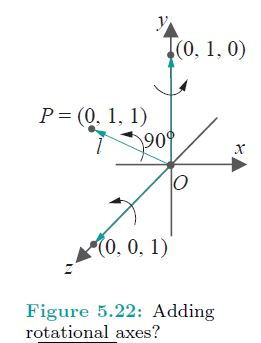 y
(0, 1, 0)
P = (0, 1, 1)
90°
l
x
O
(0, 0, 1)
z
Figure 5.22: Adding
rotational axes?